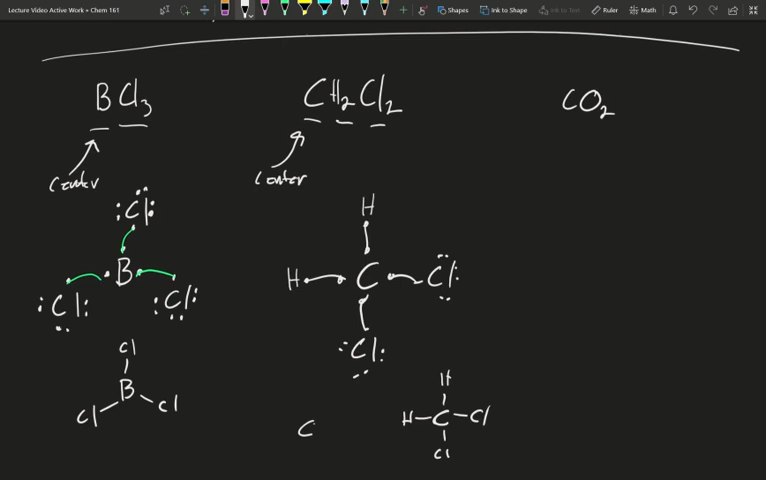 Lecture Video Active Work • Chem 161
Shapes
Ink to Shape
Ink to Text
Ruler
Math
BCl3
CH2Cl2
CO2
Center
Center
:Cl:
B
:Cl:
:Cl:
H
H C Cl:
:Cl:
Cl
B
Cl Cl
H
H-C-Cl
Cl
C